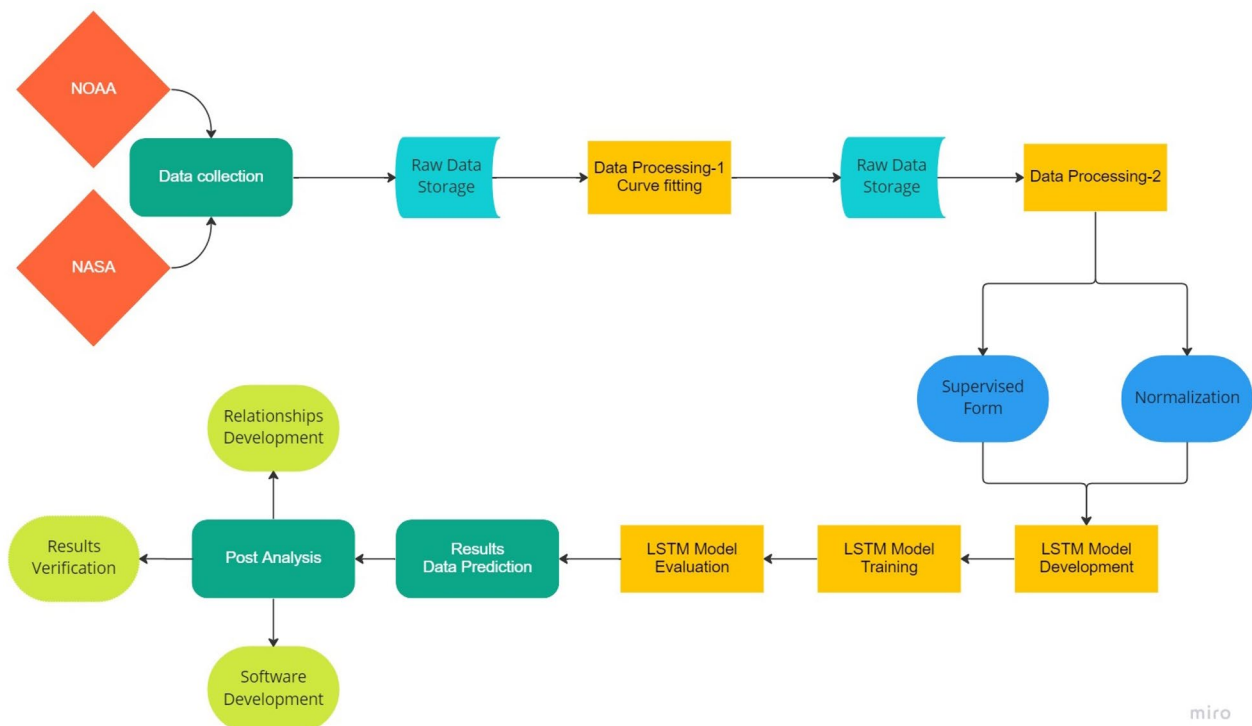 NOAA
Data collection
NASA
Raw Data
Storage
Data Processing-1
Curve fitting
Raw Data
Storage
Data Processing-2
Supervised
Form
Normalization
LSTM Model
Development
LSTM Model
Training
LSTM Model
Evaluation
Results
Data Prediction
Post Analysis
Relationships
Development
Results
Verification
Software
Development
miro